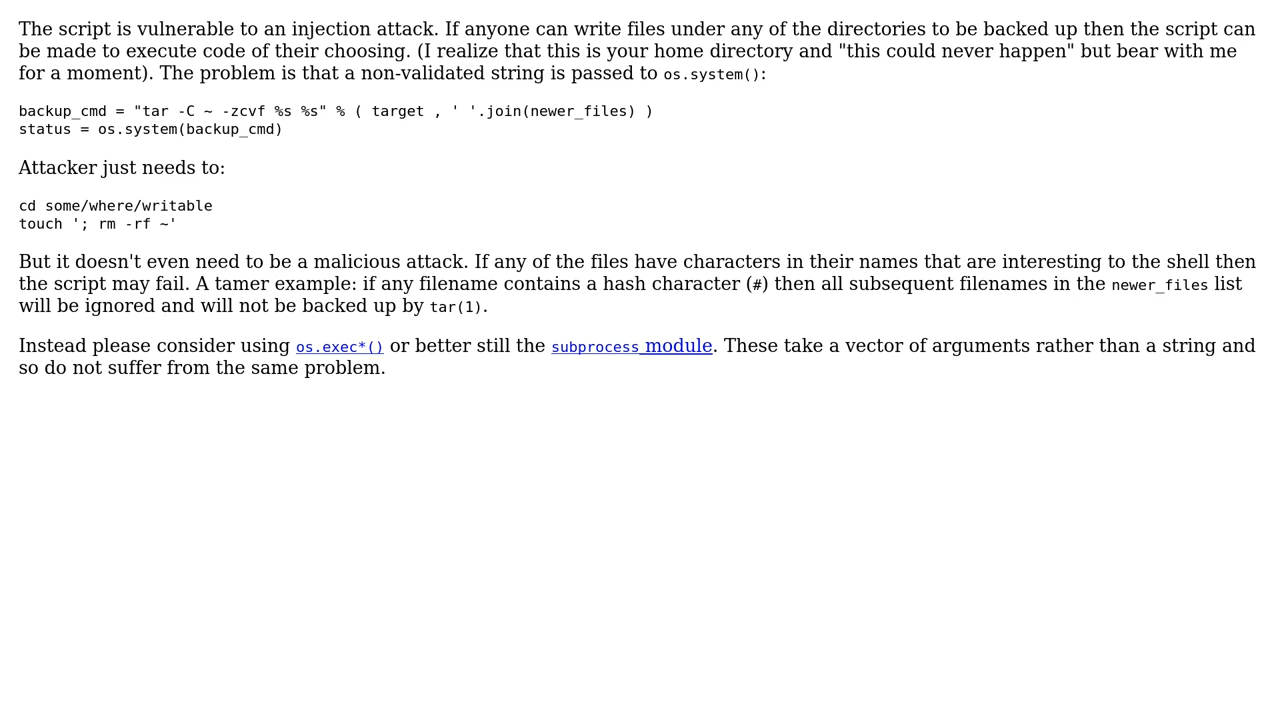 The script is vulnerable to an injection attack. If anyone can write files under any of the directories to be backed up then the script can
be made to execute code of their choosing. (I realize that this is your home directory and "this could never happen" but bear with me
for a moment). The problem is that a non-validated string is passed to os.system():
backup_cmd = "tar -C ~ -zcvf %s %s" % ( target , ' '.join(newer_files) )
status = os.system(backup_cmd)
Attacker just needs to:
cd some/where/writable
touch '; rm -rf ~'
But it doesn't even need to be a malicious attack. If any of the files have characters in their names that are interesting to the shell then
the script may fail. A tamer example: if any filename contains a hash character (#) then all subsequent filenames in the newer_files list
will be ignored and will not be backed up by tar(1).
Instead please consider using os.exec*() or better still the subprocess module. These take a vector of arguments rather than a string and
so do not suffer from the same problem.